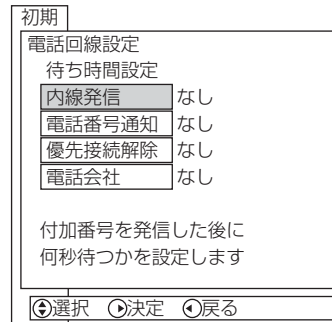 初期
電話回線設定
待ち時間設定
内線発信 なし
電話番号通知 なし
優先接続解除 なし
電話会社 なし
付加番号を発信した後に
何秒待つかを設定します
選択 決定 戻る